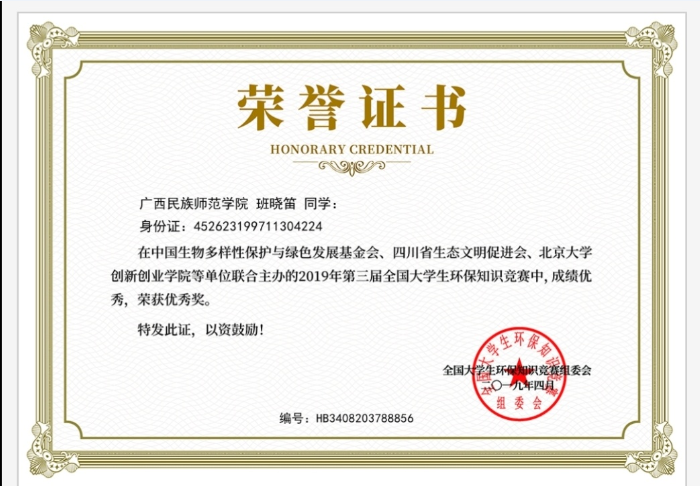 荣誉证书
HONORARY CREDENTIAL
广西民族师范学院 班晓笛 同学：
身份证：452623199711304224
在中国生物多样性保护与绿色发展基金会、四川省生态文明促进会、北京大学
创新创业学院等单位联合主办的2019年第三届全国大学生环保知识竞赛中，成绩优
秀，荣获优秀奖。
特发此证，以资鼓励！
全国大学生环保知识竞赛组委会
二〇一九年四月
全国大学生环保知识竞赛
组委会
编号：HB3408203788856